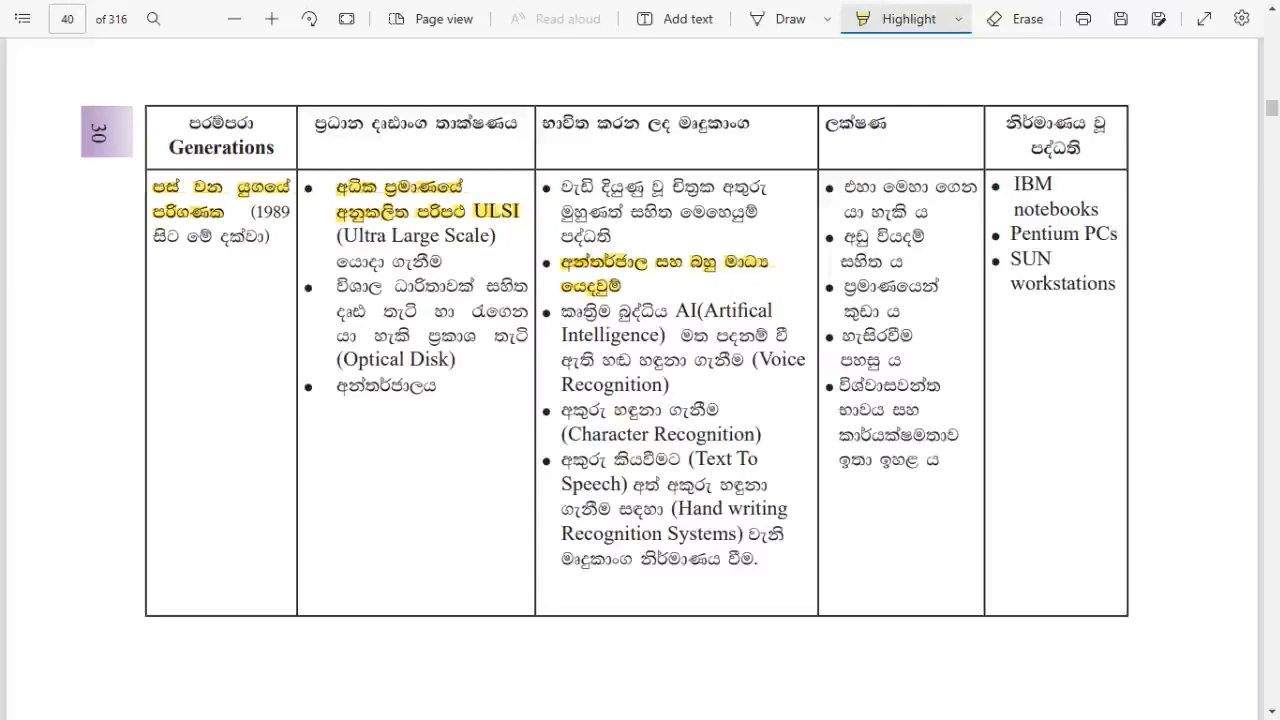 40 of 316 Page view Read aloud Add text Draw Highlight Erase
30
පරම්පරා
Generations
ප්‍රධාන දෘඪාංග තාක්ෂණය
භාවිත කරන ලද මෘදුකාංග
ලක්ෂණ
නිර්මාණය වූ
පද්ධති
පස් වන යුගයේ
පරිගණක (1989
සිට මේ දක්වා)
● අධික ප්‍රමාණයේ
අනුකලිත පරිපථ ULSI
(Ultra Large Scale)
යොදා ගැනීම
● විශාල ධාරිතාවක් සහිත
දෘඪ තැටි හා රැගෙන
යා හැකි ප්‍රකාශ තැටි
(Optical Disk)
● අන්තර්ජාලය
● වැඩි දියුණු වූ චිත්‍රක අතුරු
මුහුණත් සහිත මෙහෙයුම්
පද්ධති
● අන්තර්ජාල සහ බහු මාධ්‍ය
යෙදවුම්
● කෘත්‍රිම බුද්ධිය AI(Artifical
Intelligence) මත පදනම් වී
ඇති හඬ හඳුනා ගැනීම (Voice
Recognition)
● අකුරු හඳුනා ගැනීම
(Character Recognition)
● අකුරු කියවීමට (Text To
Speech) අත් අකුරු හඳුනා
ගැනීම සඳහා (Hand writing
Recognition Systems) වැනි
මෘදුකාංග නිර්මාණය වීම.
● එහා මෙහා ගෙන
යා හැකි ය
● අඩු වියදම්
සහිත ය
● ප්‍රමාණයෙන්
කුඩා ය
● හැසිරවීම
පහසු ය
● විශ්වාසවන්ත
භාවය සහ
කාර්යක්ෂමතාව
ඉතා ඉහළ ය
● IBM
notebooks
● Pentium PCs
● SUN
workstations